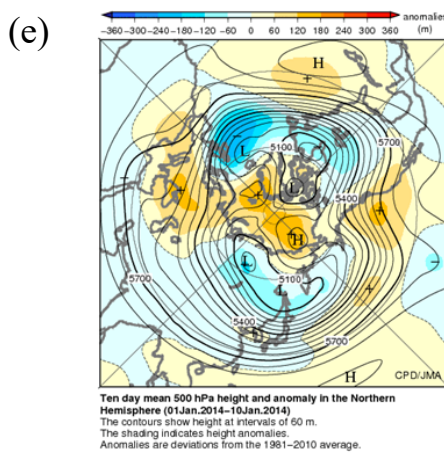 (e)
anomalies
−360 −300 −240 −180 −120 −60 0 60 120 180 240 300 360 (m)
H
L
5100
5700
L
5400
H
L
5100
L
5700
5400
5700
H
CPD/JMA
Ten day mean 500 hPa height and anomaly in the Northern
Hemisphere (01Jan.2014−10Jan.2014)
The contours show height at intervals of 60 m.
The shading indicates height anomalies.
Anomalies are deviations from the 1981−2010 average.